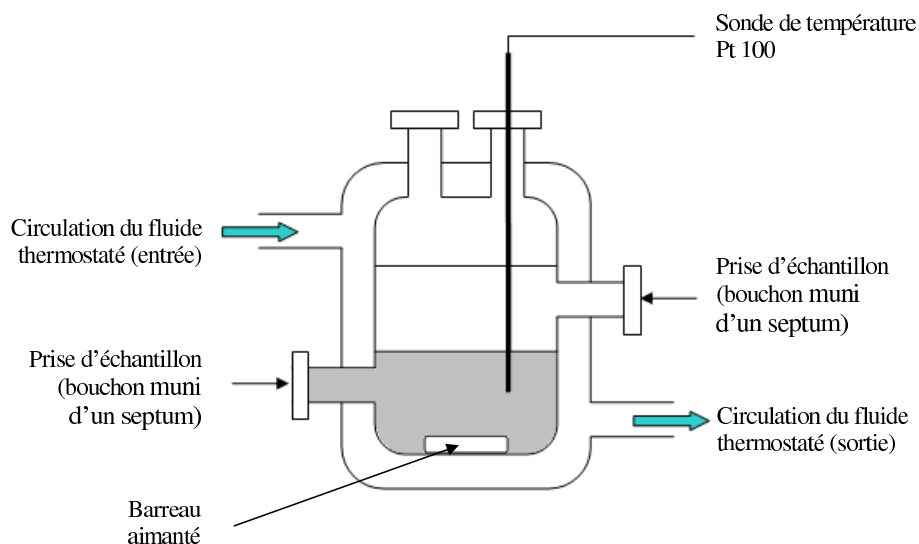 Sonde de température
Pt 100
Circulation du fluide
thermostaté (entrée)
Prise d’échantillon
(bouchon muni
d’un septum)
Prise d’échantillon
(bouchon muni
d’un septum)
Circulation du fluide
thermostaté (sortie)
Barreau
aimanté